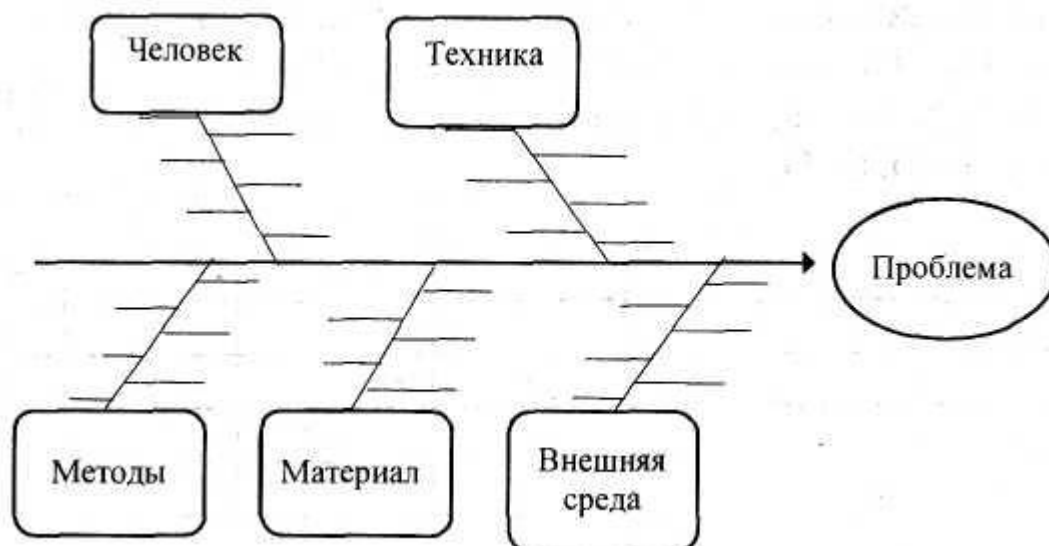 Человек
Техника
Проблема
Методы
Материал
Внешняя
среда